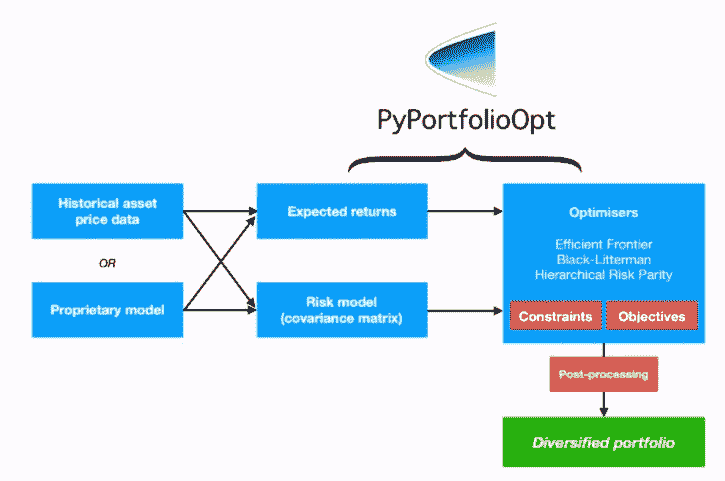 PyPortfolioOpt
Historical asset
price data
Expected returns
Optimisers
Efficient Frontier
Black-Litterman
Hierarchical Risk Parity
OR
Proprietary model
Risk model
(covariance matrix)
Constraints
Objectives
Post-processing
Diversified portfolio